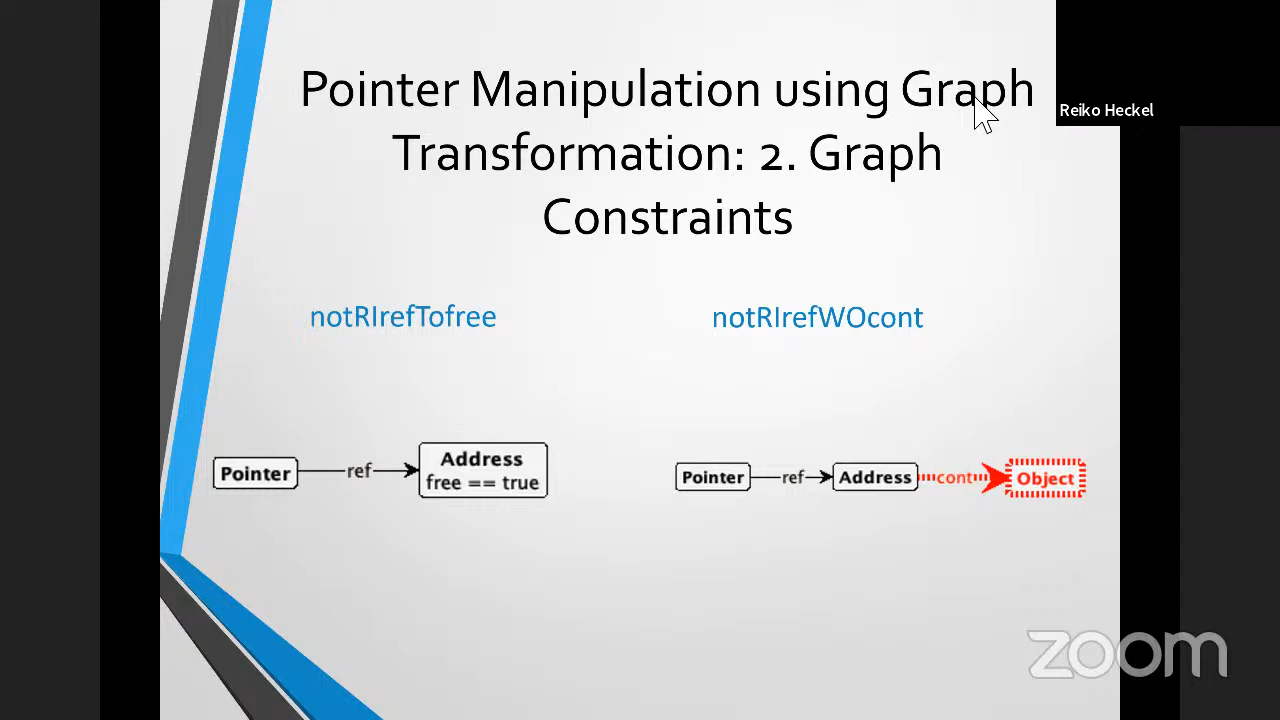 Pointer Manipulation using Graph
Transformation: 2. Graph
Constraints
Reiko Heckel
notRIrefTofree
notRIrefWOcont
Pointer
ref
Address
free == true
Pointer
ref
Address
cont
Object
zoom